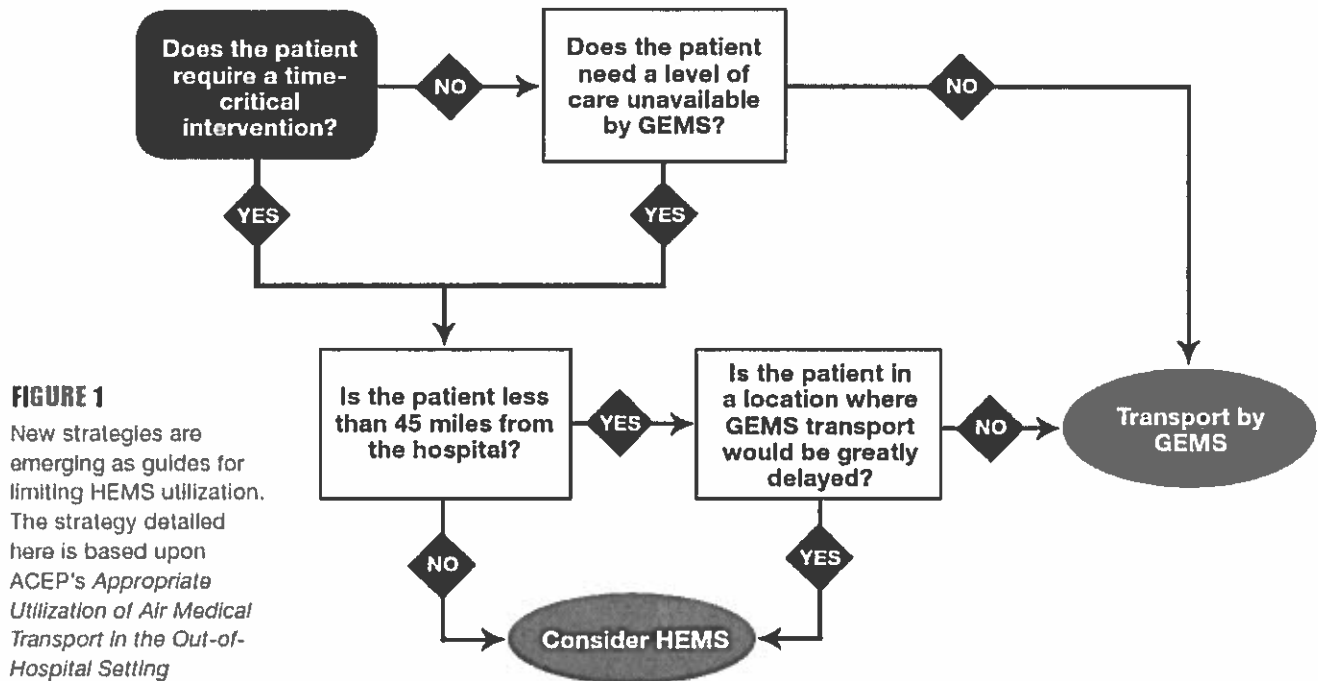 Does the patient
require a time-
critical
intervention?
NO
Does the patient
need a level of
care unavailable
by GEMS?
NO
YES
YES
Is the patient less
than 45 miles from
the hospital?
YES
Is the patient in
a location where
GEMS transport
would be greatly
delayed?
NO
Transport by
GEMS
NO
YES
Consider HEMS
FIGURE 1
New strategies are
emerging as guides for
limiting HEMS utilization.
The strategy detailed
here is based upon
ACEP's Appropriate
Utilization of Air Medical
Transport in the Out-of-
Hospital Setting